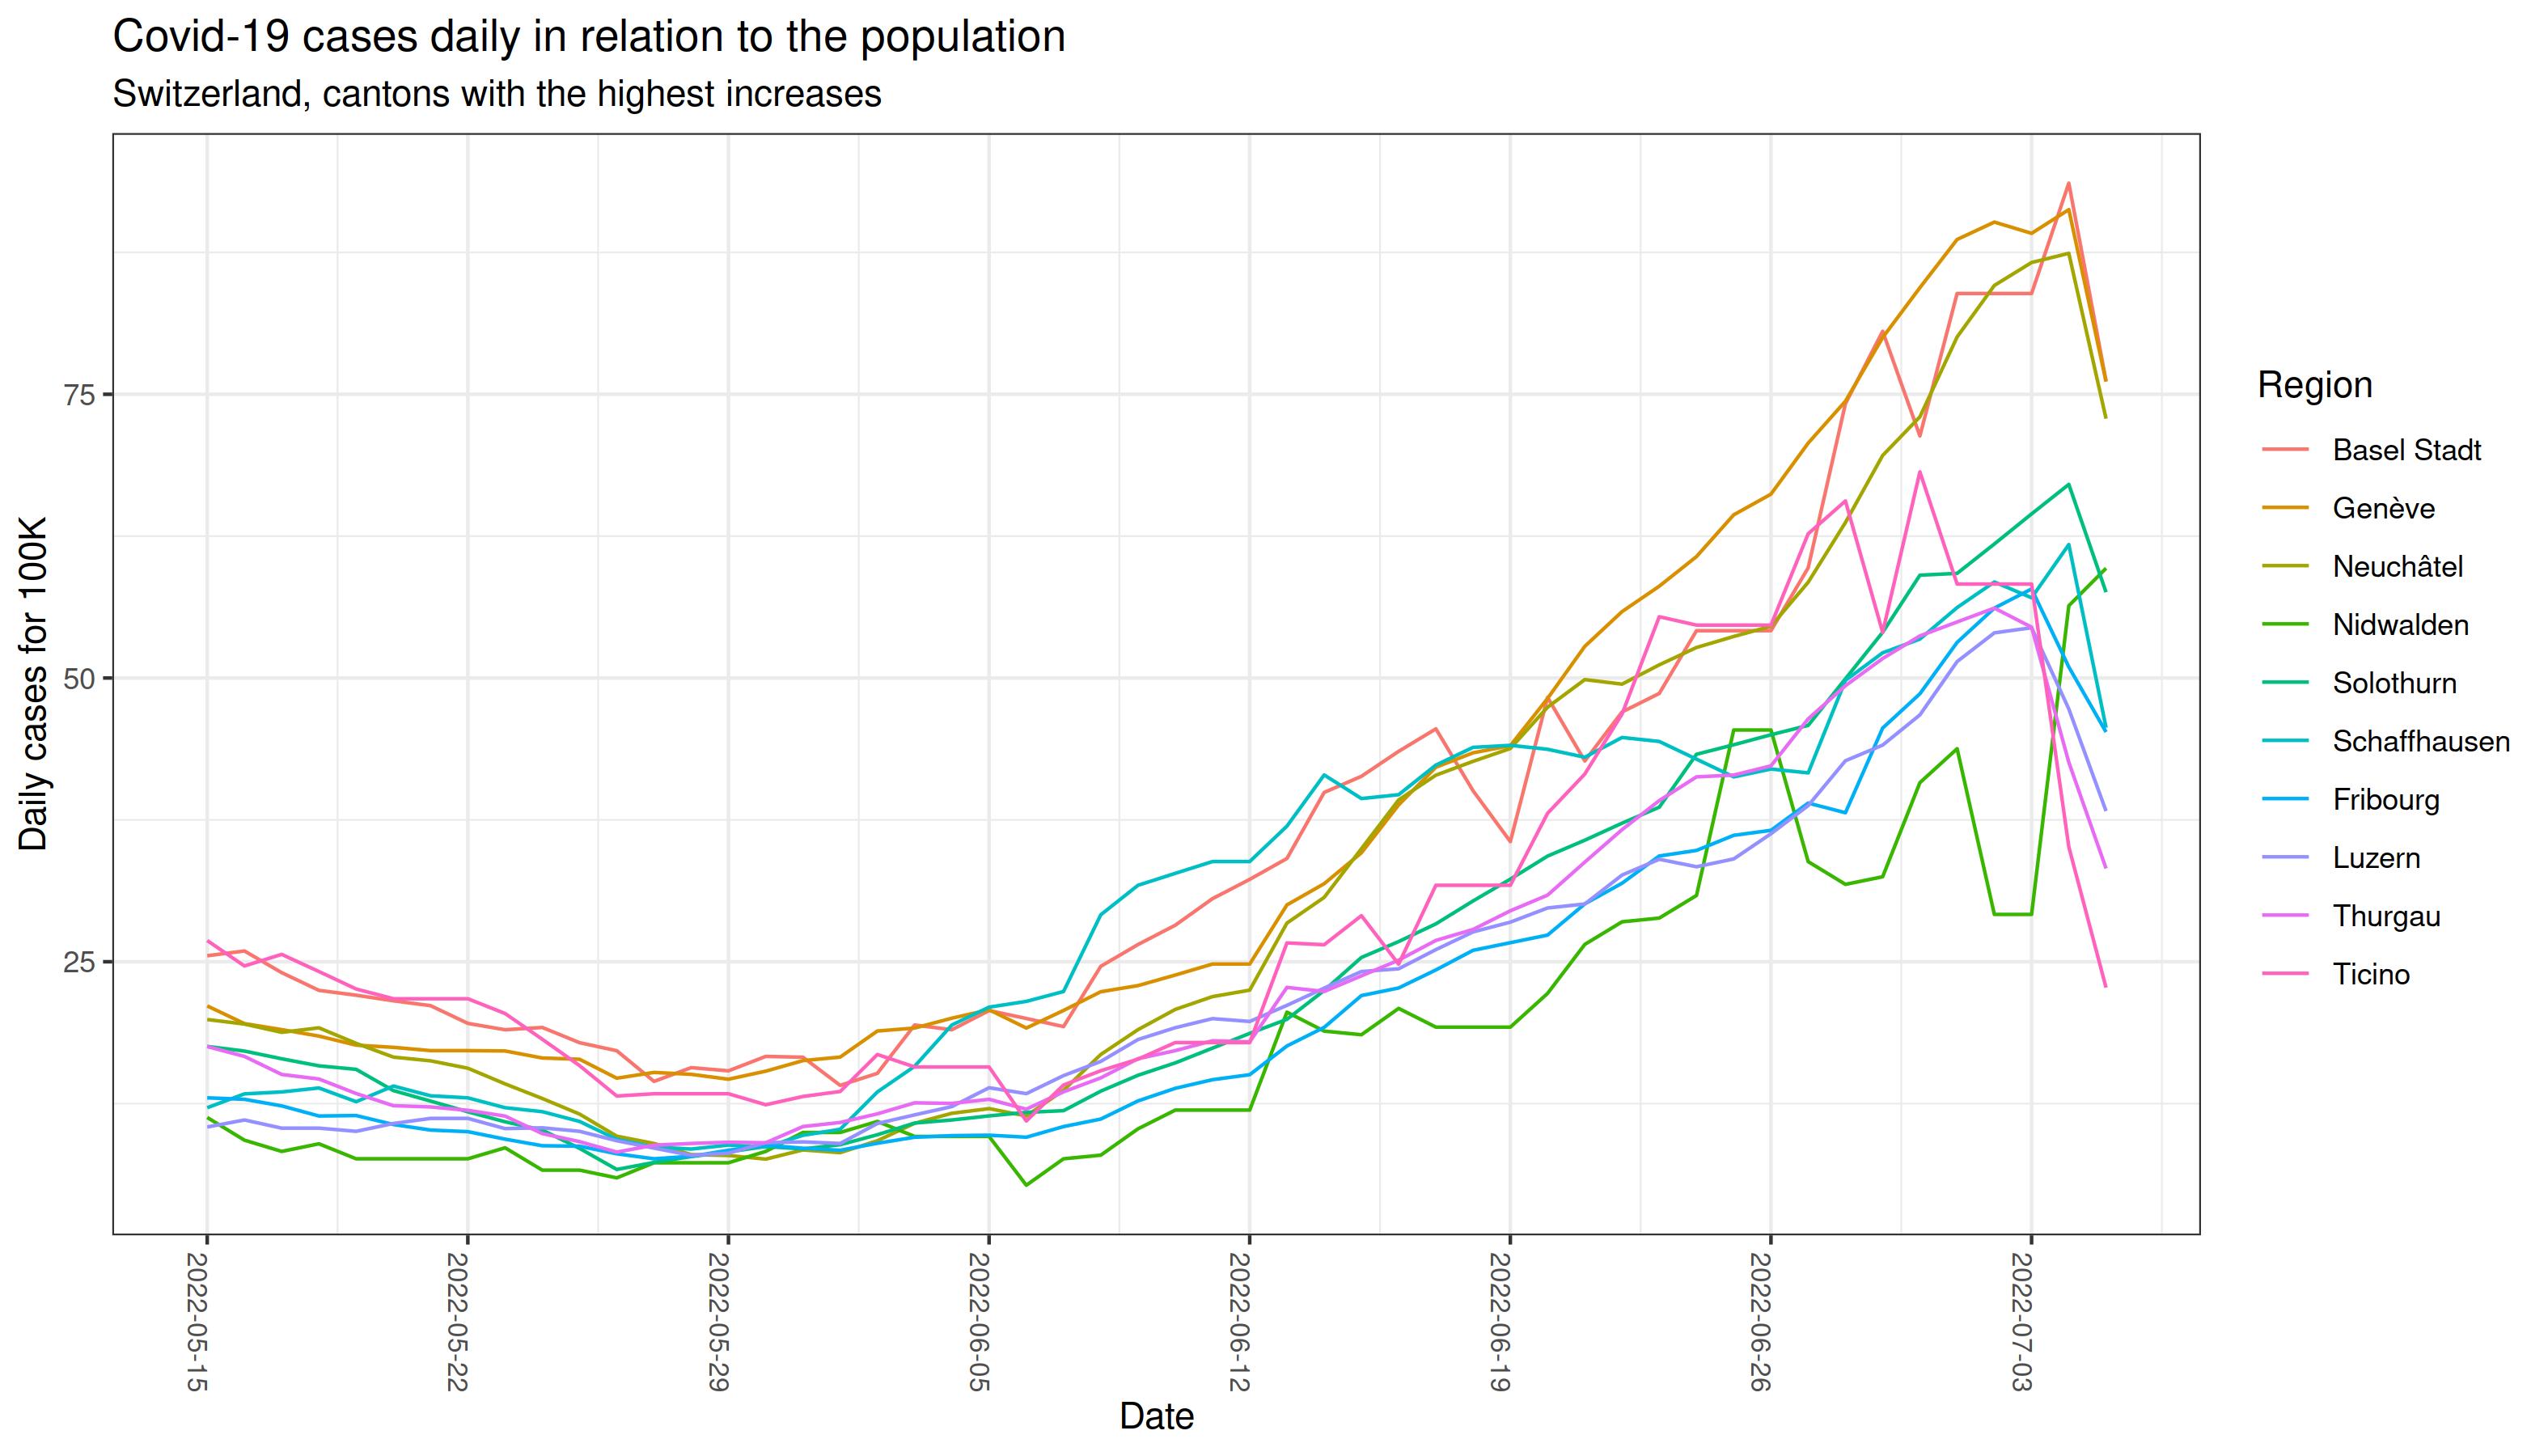 Covid-19 cases daily in relation to the population
Switzerland, cantons with the highest increases
Daily cases for 100K
75
50
25
2022-05-15
2022-05-22
2022-05-29
2022-06-05
2022-06-12
2022-06-19
2022-06-26
2022-07-03
Date
Region
Basel Stadt
Genève
Neuchâtel
Nidwalden
Solothurn
Schaffhausen
Fribourg
Luzern
Thurgau
Ticino